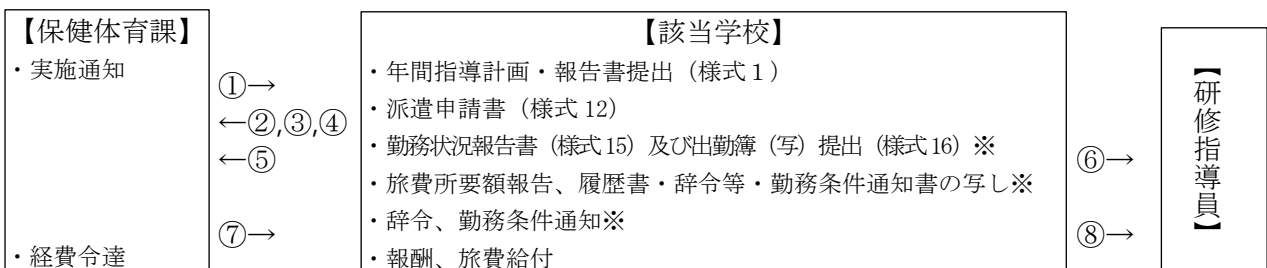 【保健体育課】
・実施通知
・経費令達
①→
←②,③,④
←⑤
⑦→
【該当学校】
・年間指導計画・報告書提出（様式１）
・派遣申請書（様式 12）
・勤務状況報告書（様式 15）及び出勤簿（写）提出（様式 16）※
・旅費所要額報告、履歴書・辞令等・勤務条件通知書の写し※
・辞令、勤務条件通知※
・報酬、旅費給付
⑥→
⑧→
【研修指導員】